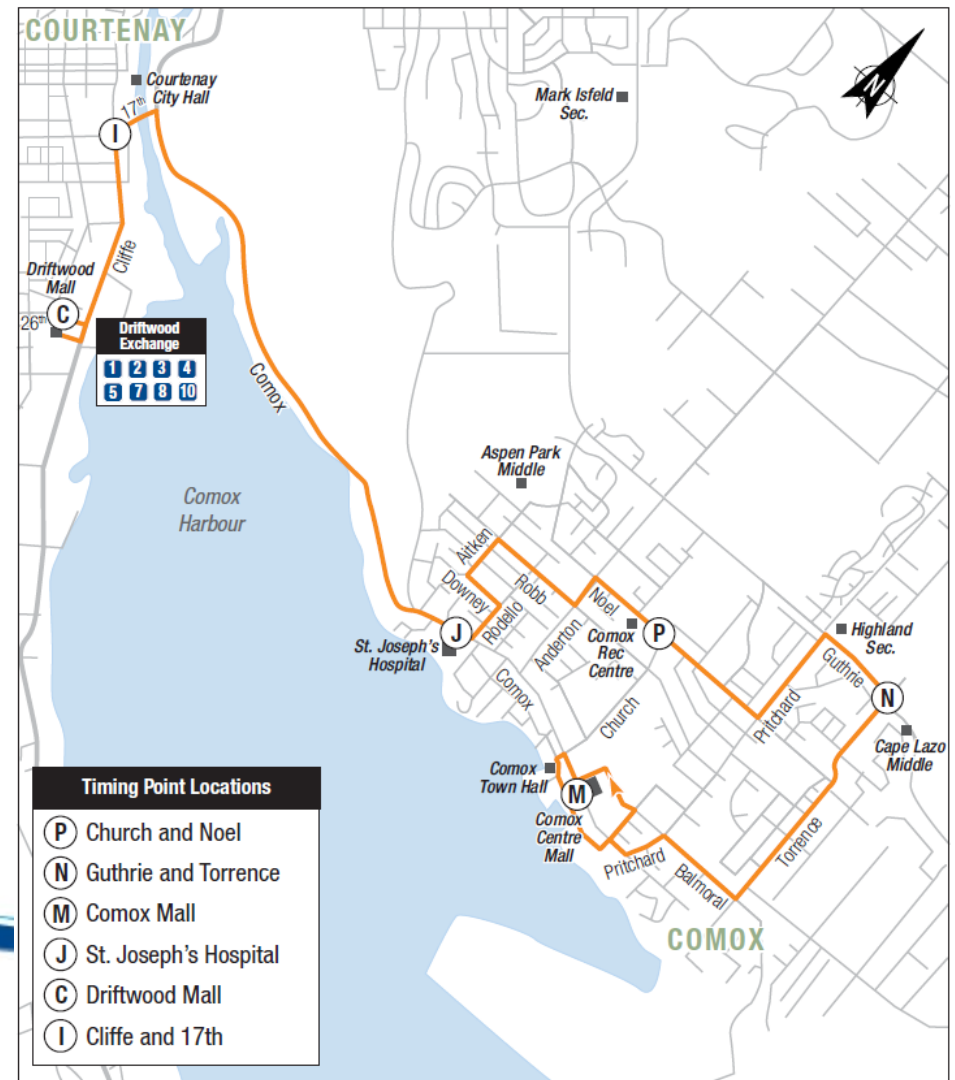 COURTENAY
Courtenay
City Hall
17th
I
N
Mark Isfeld
Sec.
Cliffe
Driftwood
Mall
C
26th
Driftwood
Exchange
1 2 3 4
5 7 8 10
Comox
Comox
Harbour
Aspen Park
Middle
Aitken
Downey
Robb
Rodello
Noel
Anderton
Comox
Rec
Centre
P
J
St. Joseph's
Hospital
Comox
Church
Pritchard
Highland
Sec.
Guthrie
N
Cape Lazo
Middle
Comox
Town Hall
M
Comox
Centre
Mall
Pritchard
Balmoral
Torrence
COMOX
Timing Point Locations
P Church and Noel
N Guthrie and Torrence
M Comox Mall
J St. Joseph's Hospital
C Driftwood Mall
I Cliffe and 17th